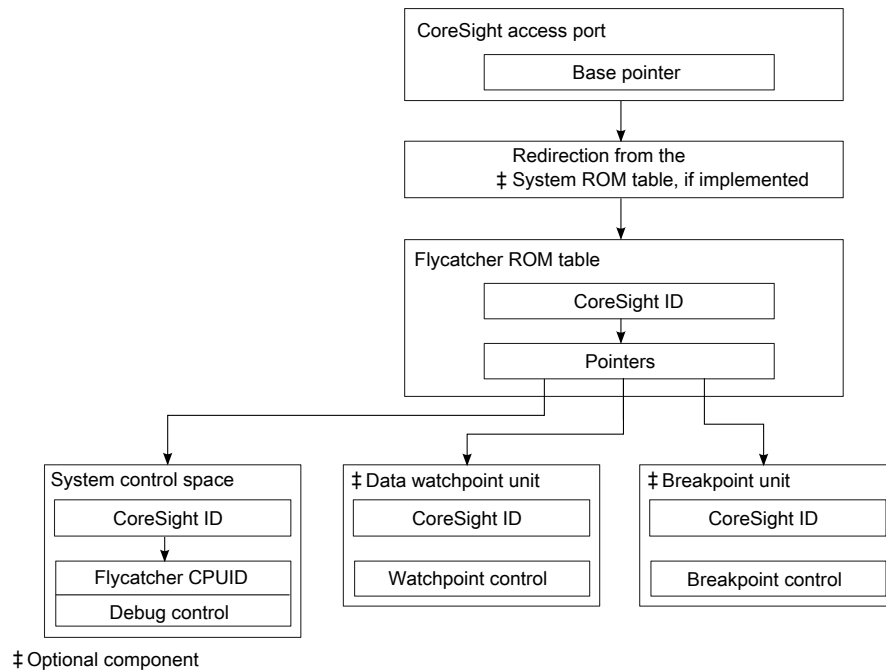 CoreSight access port
Base pointer
Redirection from the
‡ System ROM table, if implemented
Flycatcher ROM table
CoreSight ID
Pointers
System control space
CoreSight ID
Flycatcher CPUID
Debug control
‡ Data watchpoint unit
CoreSight ID
Watchpoint control
‡ Breakpoint unit
CoreSight ID
Breakpoint control
‡ Optional component